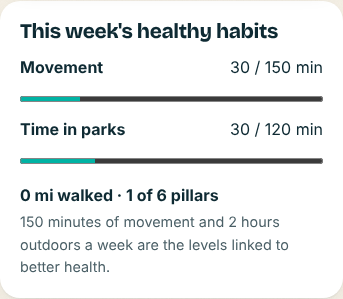 This week's healthy habits
Movement 30 / 150 min
Time in parks 30 / 120 min
0 mi walked · 1 of 6 pillars
150 minutes of movement and 2 hours
outdoors a week are the levels linked to
better health.